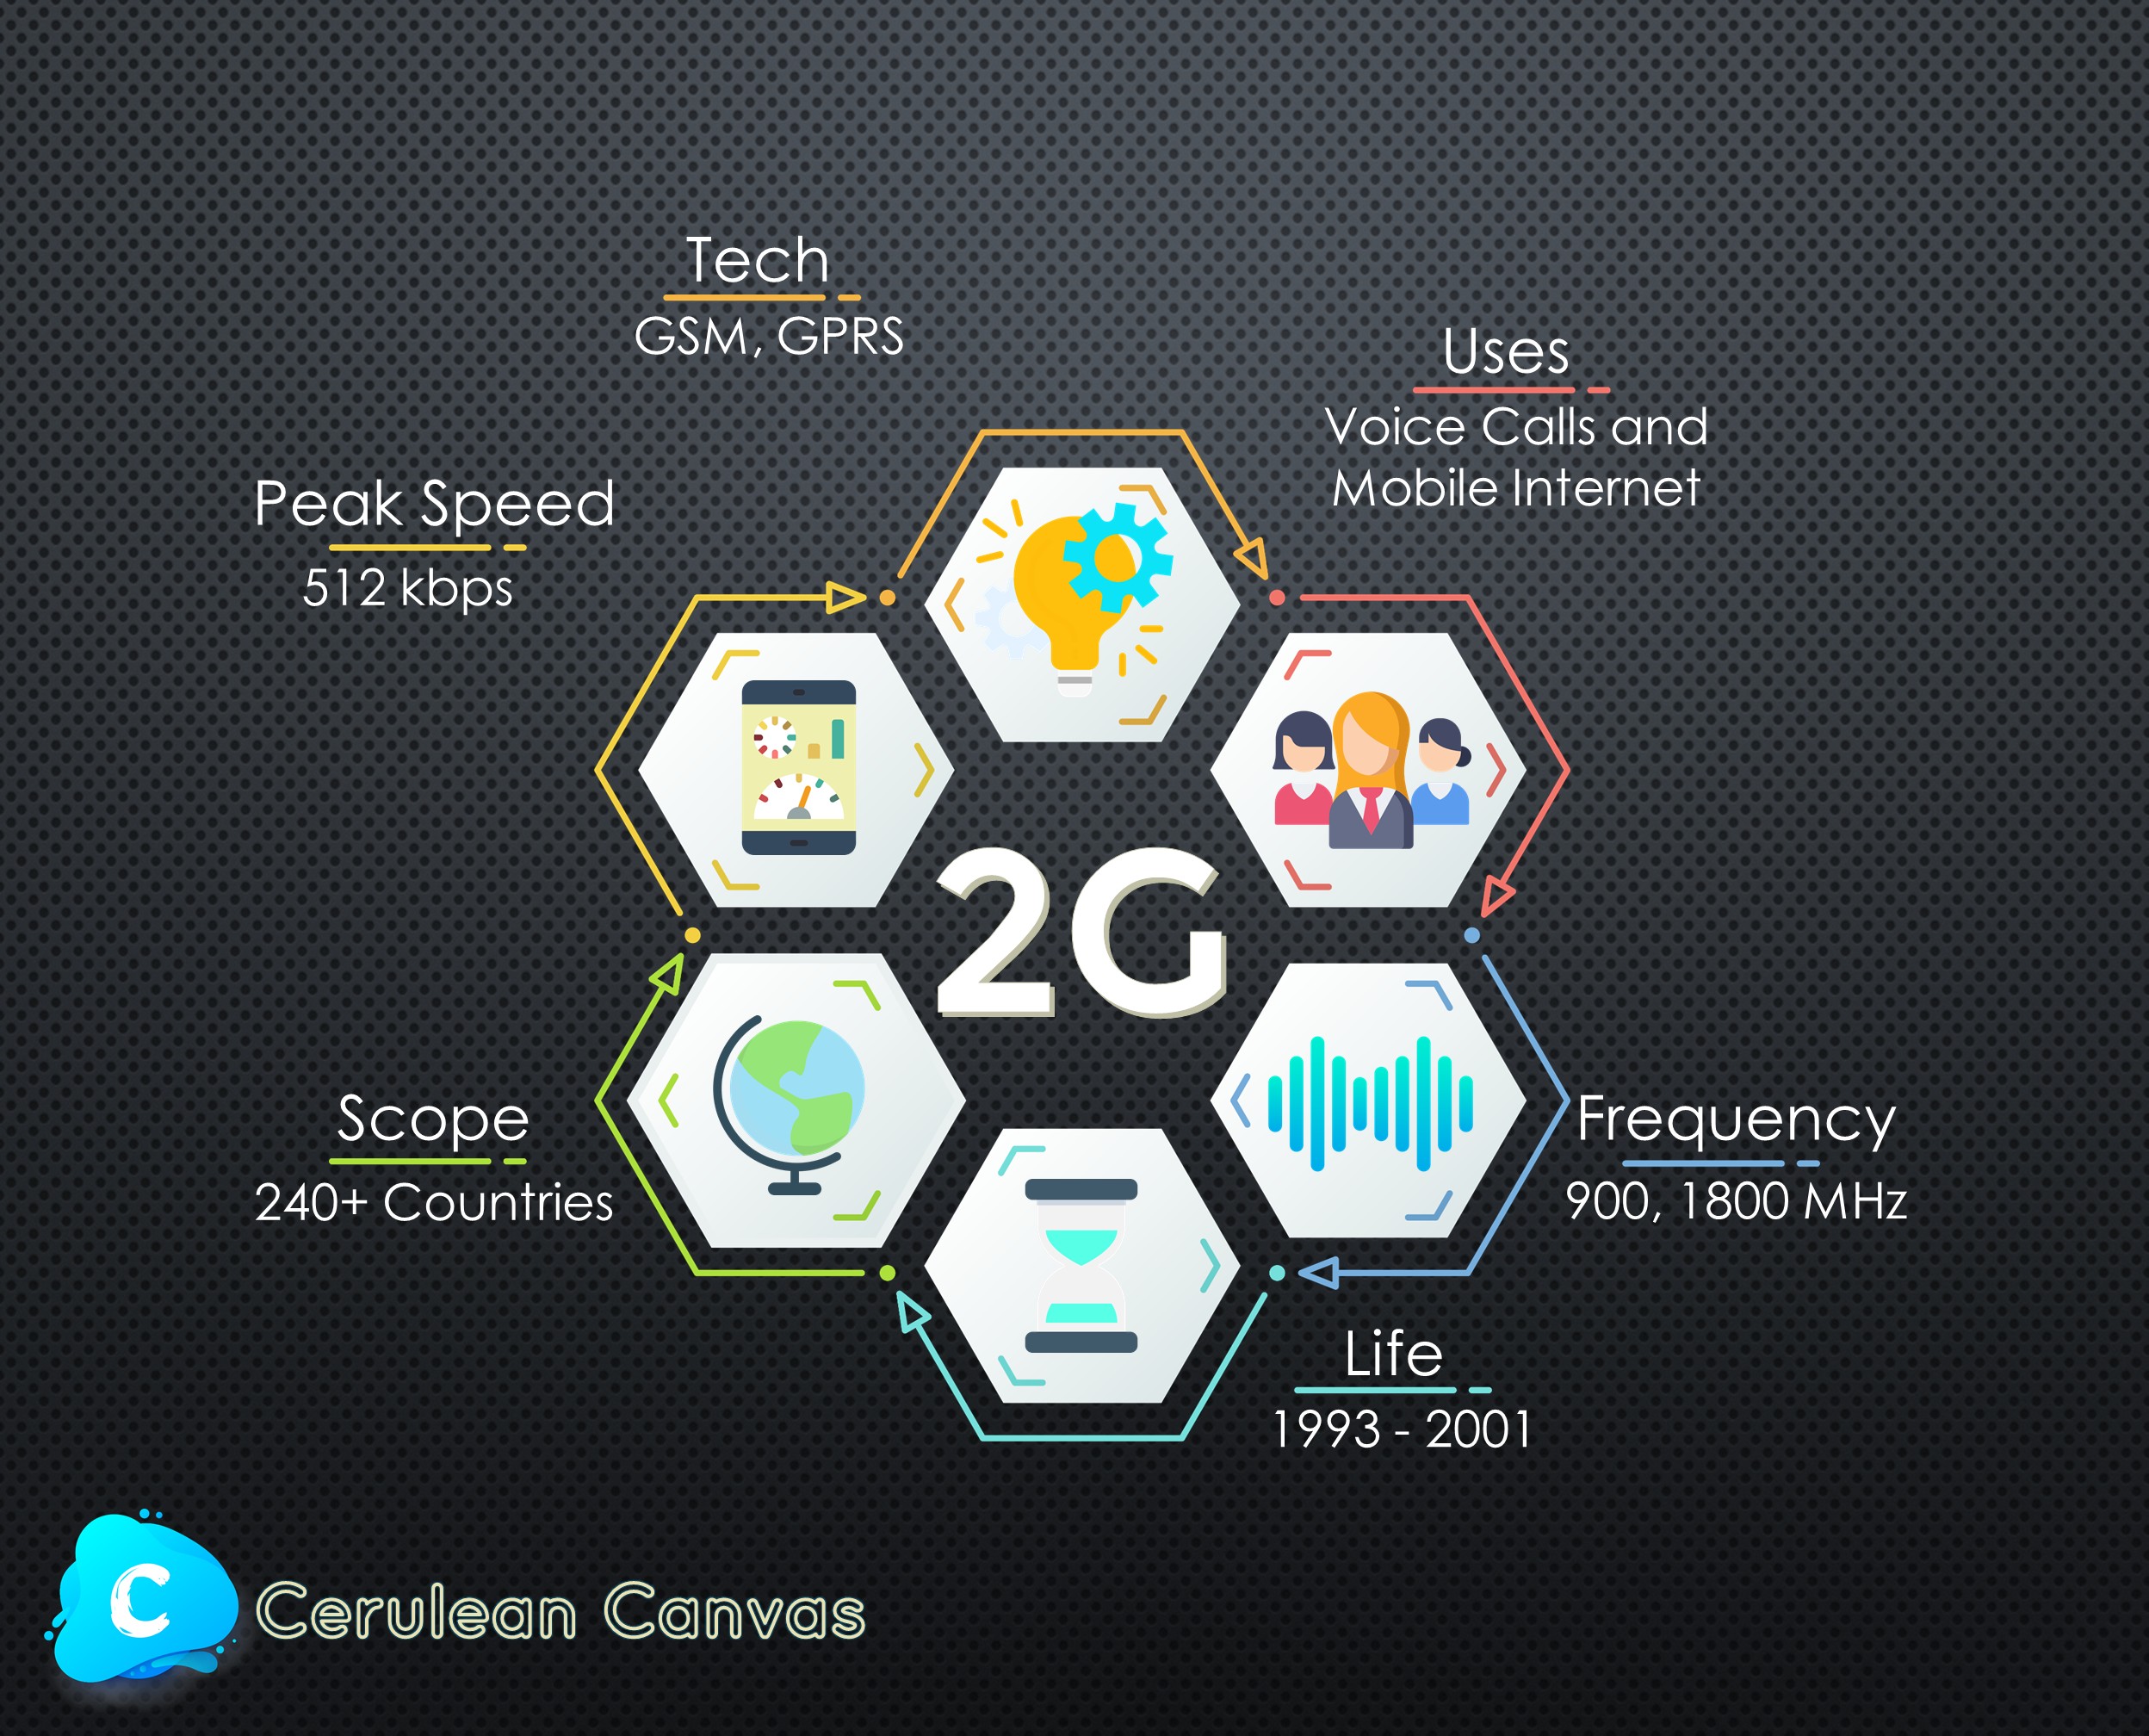 Tech
GSM, GPRS
Uses
Voice Calls and
Mobile Internet
Peak Speed
512 kbps
2G
Scope
240+ Countries
Frequency
900, 1800 MHz
Life
1993 - 2001
C
Cerulean Canvas